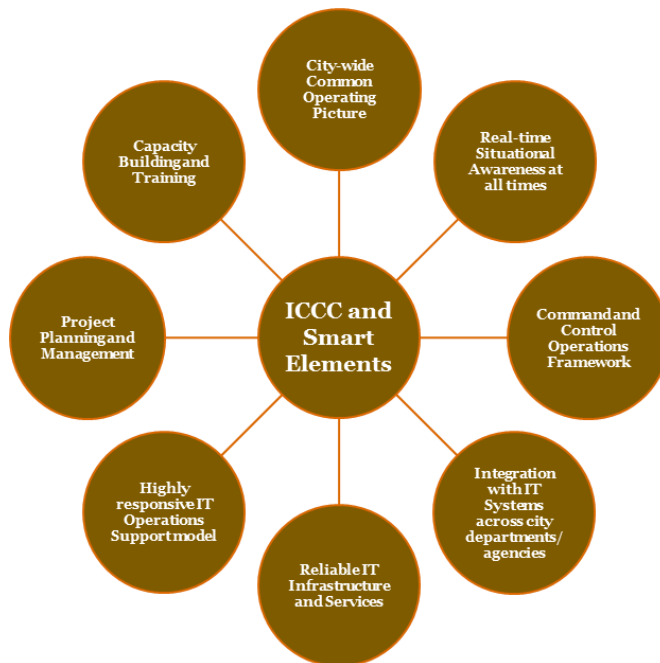 City-wide
Common
Operating
Picture
Real-time
Situational
Awareness at
all times
Command and
Control
Operations
Framework
Integration
with IT
Systems
across city
departments/
agencies
Reliable IT
Infrastructure
and Services
Highly
responsive IT
Operations
Support model
Project
Planning and
Management
Capacity
Building and
Training
ICCC and
Smart
Elements